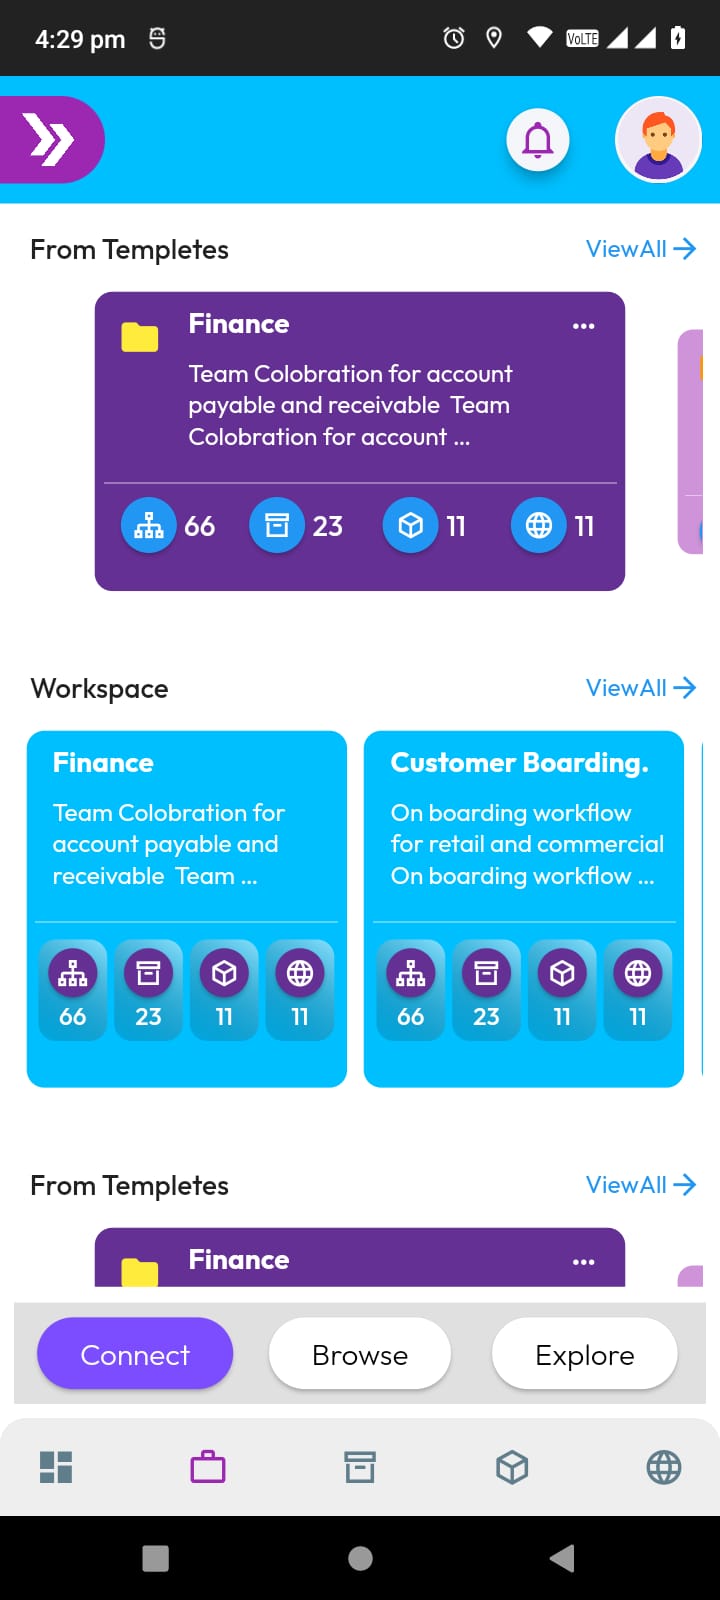 4:29 pm VoLTE
From Templetes ViewAll
Finance
Team Colobration for account
payable and receivable Team
Colobration for account ...
66 23 11 11
Workspace ViewAll
Finance
Team Colobration for
account payable and
receivable Team ...
66 23 11 11
Customer Boarding.
On boarding workflow
for retail and commercial
On boarding workflow ...
66 23 11 11
From Templetes ViewAll
Finance
Connect Browse Explore